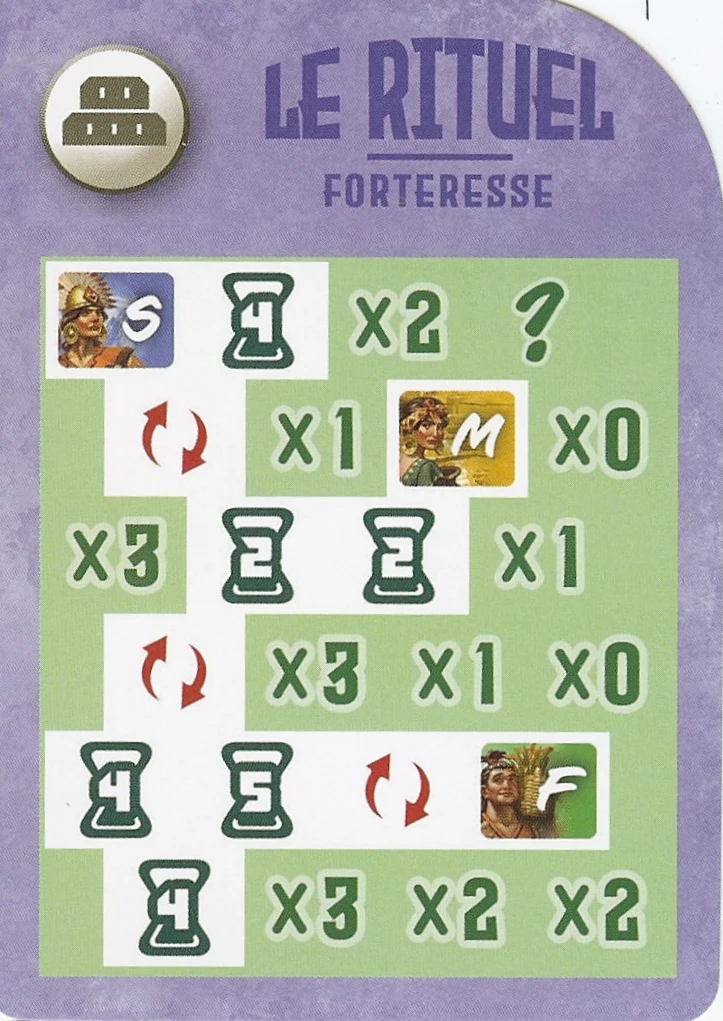 LE RITUEL
FORTERESSE
S 4 x2 ?
x1 M x0
x3 2 2 x1
x3 x1 x0
4 5 F
4 x3 x2 x2